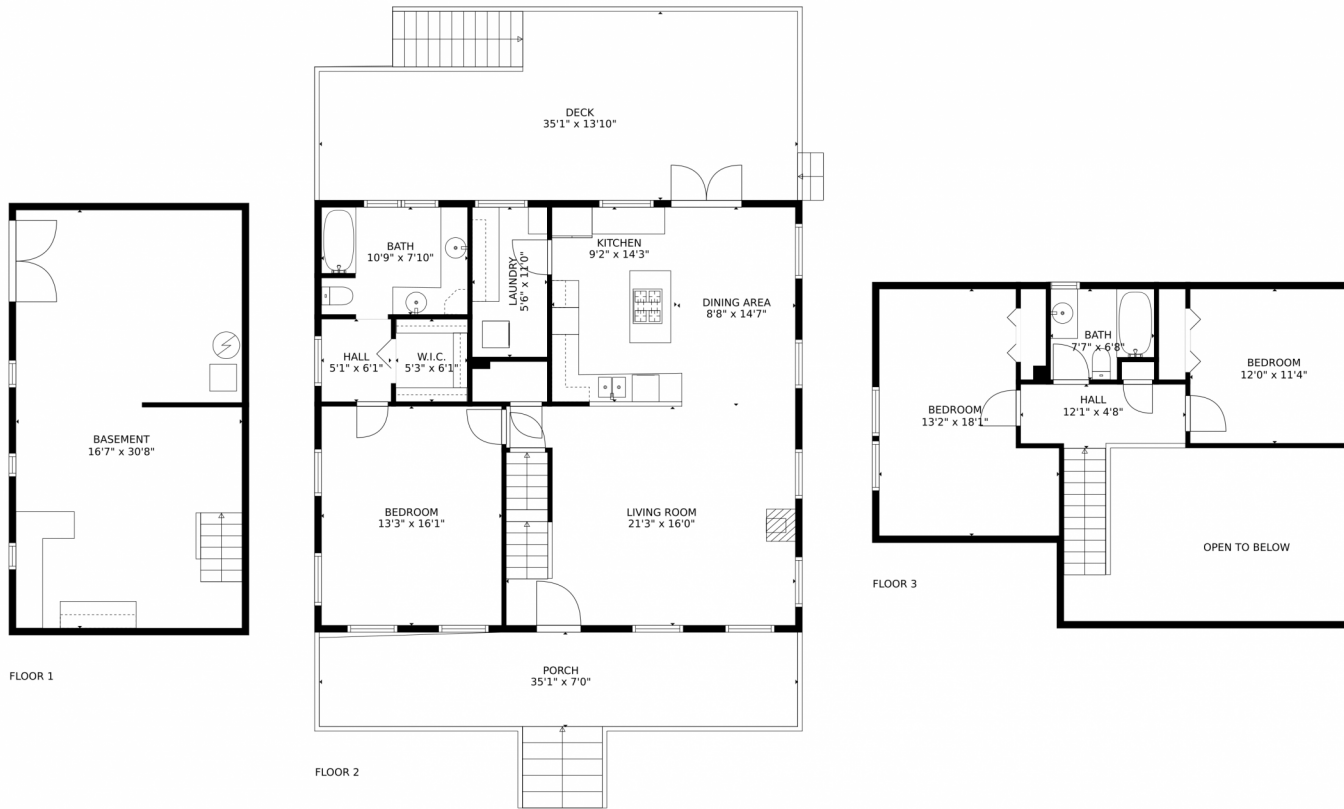 BASEMENT
16'7" x 30'8"
FLOOR 1
DECK
35'1" x 13'10"
BATH
10'9" x 7'10"
LAUNDRY
5'6" x 11'0"
KITCHEN
9'2" x 14'3"
DINING AREA
8'8" x 14'7"
HALL
5'1" x 6'1"
W.I.C.
5'3" x 6'1"
BEDROOM
13'3" x 16'1"
LIVING ROOM
21'3" x 16'0"
PORCH
35'1" x 7'0"
FLOOR 2
BATH
7'7" x 6'8"
BEDROOM
12'0" x 11'4"
HALL
12'1" x 4'8"
BEDROOM
13'2" x 18'1"
OPEN TO BELOW
FLOOR 3